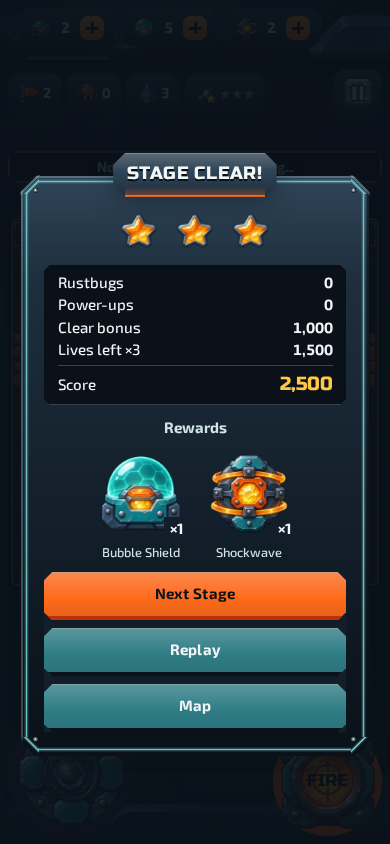 2 5 2
2 0 3
STAGE CLEAR!
Rustbugs 0
Power-ups 0
Clear bonus 1,000
Lives left ×3 1,500
Score 2,500
Rewards
×1 ×1
Bubble Shield Shockwave
Next Stage
Replay
Map
FIRE